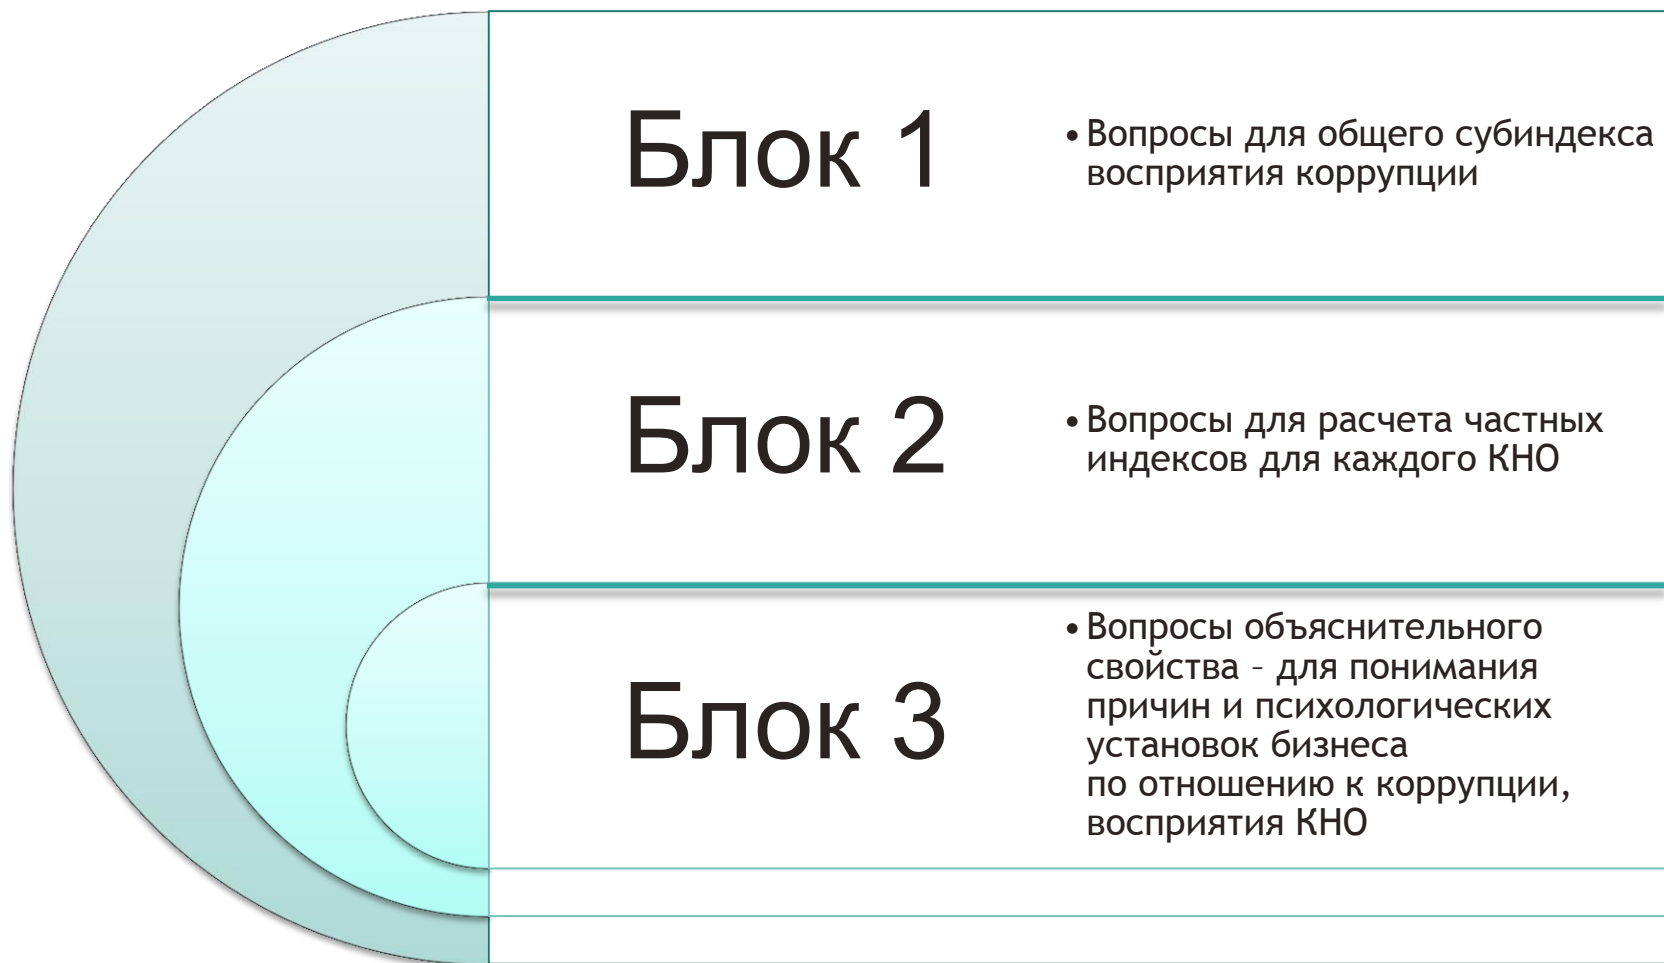 Блок 1
• Вопросы для общего субиндекса
восприятия коррупции
Блок 2
• Вопросы для расчета частных
индексов для каждого КНО
Блок 3
• Вопросы объяснительного
свойства – для понимания
причин и психологических
установок бизнеса
по отношению к коррупции,
восприятия КНО